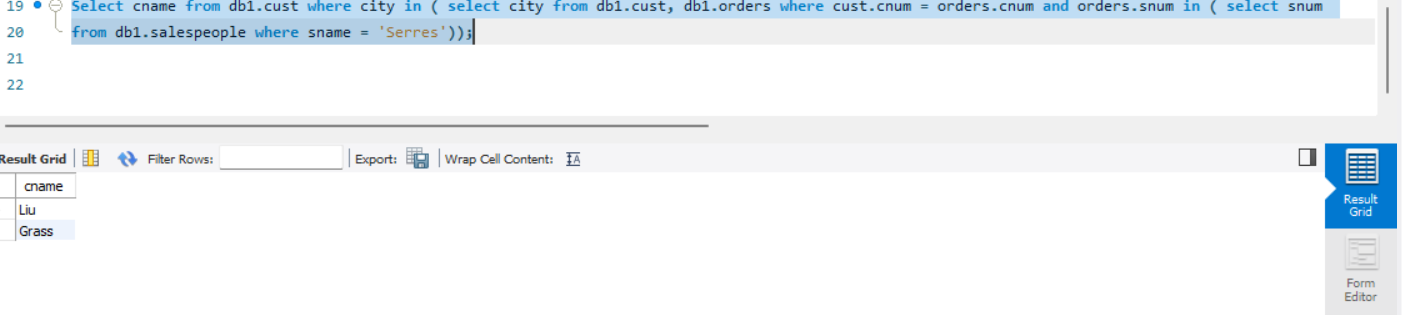 19 Select cname from db1.cust where city in ( select city from db1.cust, db1.orders where cust.cnum = orders.cnum and orders.snum in ( select snum
20 from db1.salespeople where sname = 'Serres'));
21
22
Result Grid Filter Rows: Export: Wrap Cell Content: IA
cname
Liu
Grass
Result
Grid
Form
Editor